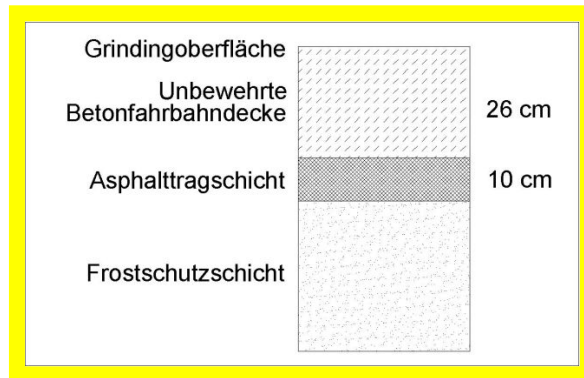 Grindingoberfläche
Unbewehrte
Betonfahrbahndecke
26 cm
Asphalttragschicht
10 cm
Frostschutzschicht